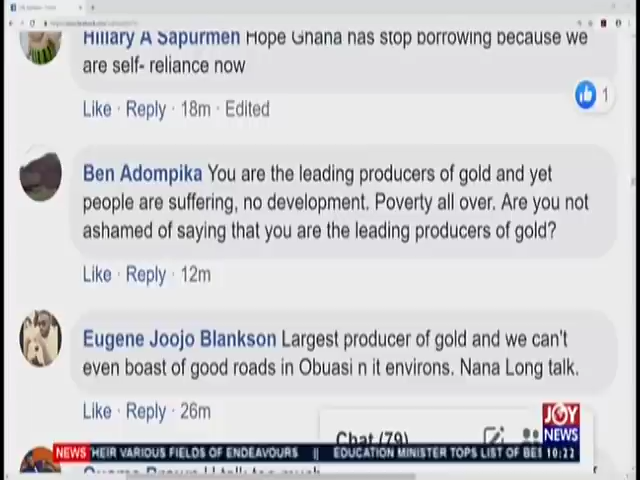 Hillary A Sapurmen Hope Ghana has stop borrowing because we
are self- reliance now
Like · Reply · 18m · Edited
1
Ben Adompika You are the leading producers of gold and yet
people are suffering, no development. Poverty all over. Are you not
ashamed of saying that you are the leading producers of gold?
Like · Reply · 12m
Eugene Joojo Blankson Largest producer of gold and we can't
even boast of good roads in Obuasi n it environs. Nana Long talk.
Like · Reply · 26m
Chat (79)
JOY
NEWS
NEWS HEIR VARIOUS FIELDS OF ENDEAVOURS || EDUCATION MINISTER TOPS LIST OF BES 10:22